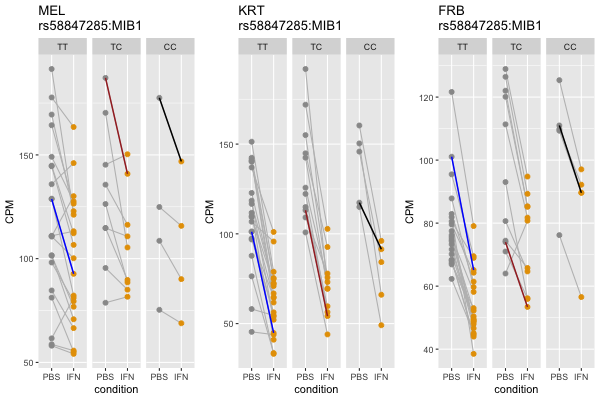 MEL
rs58847285:MIB1
TT TC CC
CPM
150
100
50
PBS IFN PBS IFN PBS IFN
condition
KRT
rs58847285:MIB1
TT TC CC
CPM
150
100
50
PBS IFN PBS IFN PBS IFN
condition
FRB
rs58847285:MIB1
TT TC CC
CPM
120
100
80
60
40
PBS IFN PBS IFN PBS IFN
condition